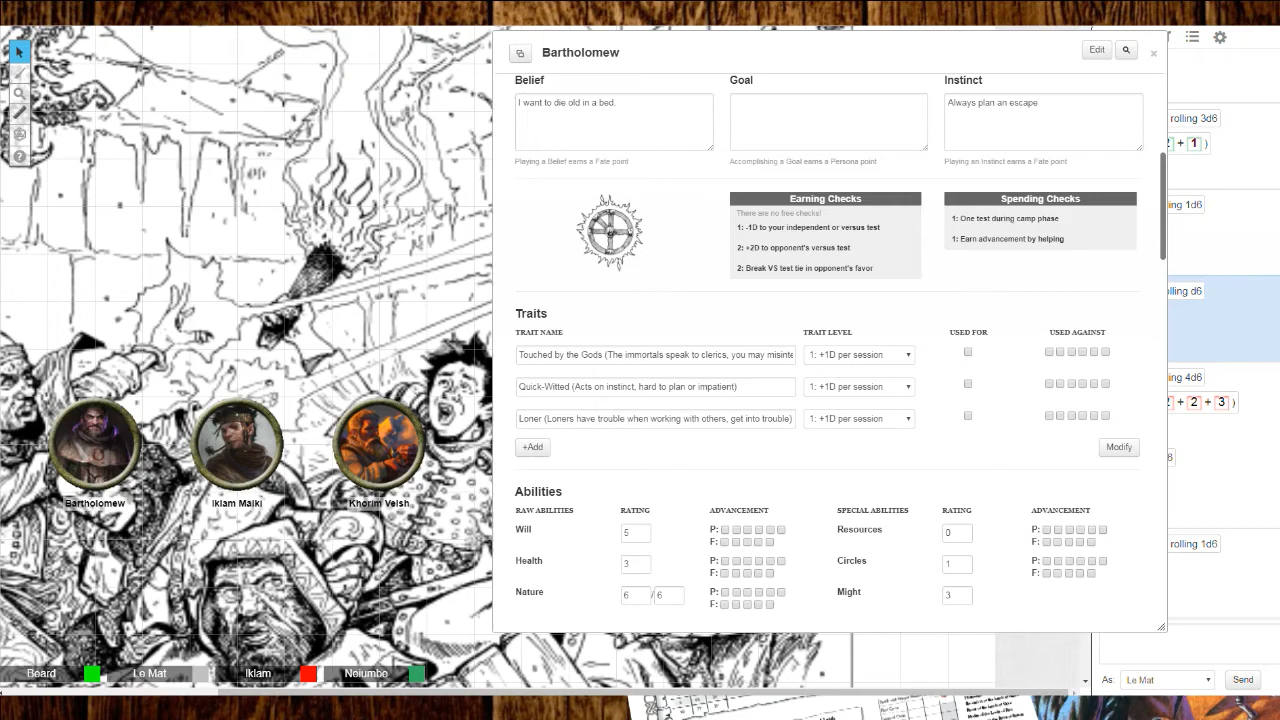 Bartholomew
Edit
Belief Goal Instinct
I want to die old in a bed.
Always plan an escape
Playing a Belief earns a Fate point
Accomplishing a Goal earns a Persona point
Playing an Instinct earns a Fate point
Earning Checks
There are no free checks!
1: -1D to your independent or versus test
2: +2D to opponent's versus test
2: Break VS test tie in opponent's favor
Spending Checks
1: One test during camp phase
1: Earn advancement by helping
Traits
TRAIT NAME TRAIT LEVEL USED FOR USED AGAINST
Touched by the Gods (The immortals speak to clerics, you may misinte 1: +1D per session
Quick-Witted (Acts on instinct, hard to plan or impatient) 1: +1D per session
Loner (Loners have trouble when working with others, get into trouble) 1: +1D per session
+Add Modify
Abilities
RAW ABILITIES RATING ADVANCEMENT SPECIAL ABILITIES RATING ADVANCEMENT
Will 5 P: Resources 0 P:
F: F:
Health 3 P: Circles 1 P:
F: F:
Nature 6 / 6 P: Might 3
F:
Bartholomew
Iklam Malki
Khorim Velsh
Beard Le Mat Iklam Neiumbe
rolling 3d6
+ 1 )
ng 1d6
lling d6
ng 4d6
+ 2 + 3 )
rolling 1d6
As: Le Mat Send